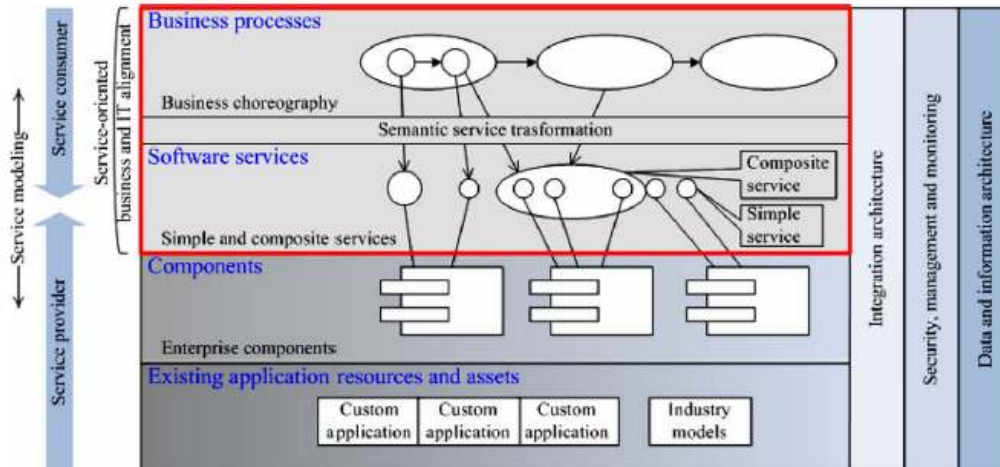 Business processes
Business choreography
Semantic service trasformation
Software services
Composite
service
Simple
service
Simple and composite services
Components
Enterprise components
Existing application resources and assets
Custom
application
Custom
application
Custom
application
Industry
models
Service modeling
Service consumer
Service provider
Service-oriented
business and IT alignment
Integration architecture
Security, management and monitoring
Data and information architecture